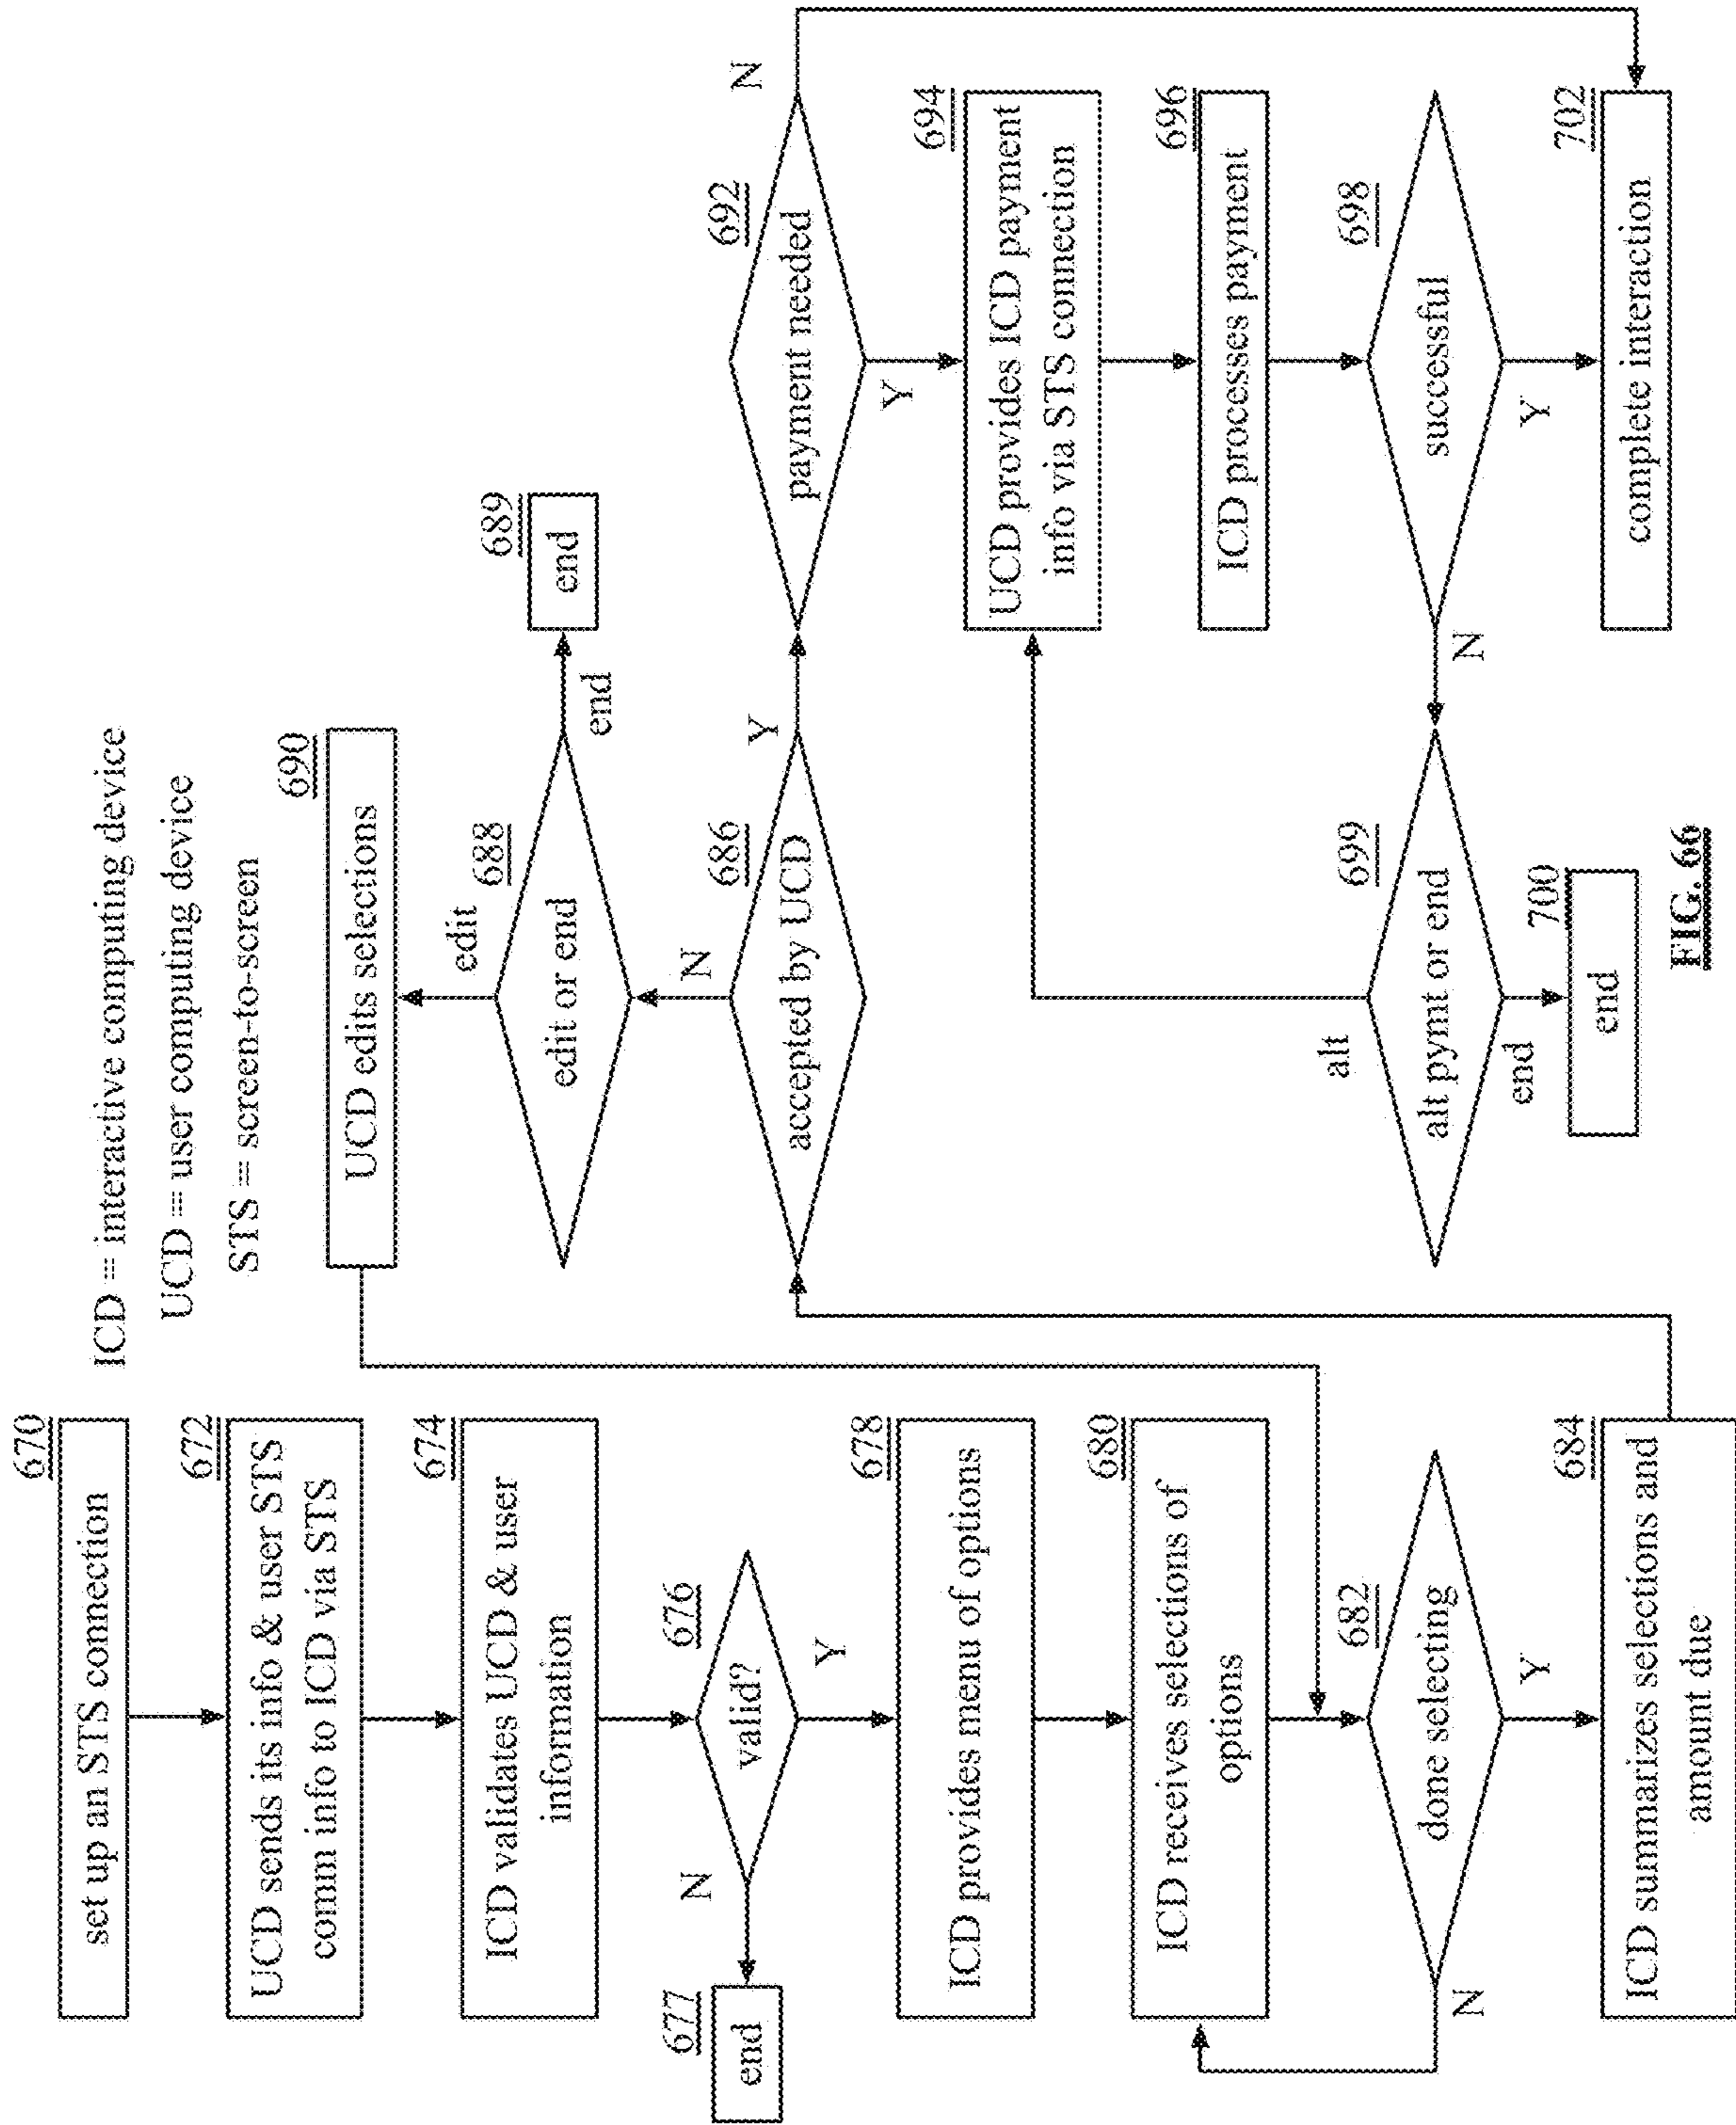 ICD = interactive computing device
UCD = user computing device
STS = screen-to-screen
670
set up an STS connection
672
UCD sends its info & user STS
comm info to ICD via STS
674
ICD validates UCD & user
information
676
valid?
N
Y
677
end
678
ICD provides menu of options
680
ICD receives selections of
options
682
done selecting
N
Y
684
ICD summarizes selections and
amount due
690
UCD edits selections
edit
688
edit or end
end
689
end
N
686
accepted by UCD
Y
692
payment needed
N
Y
694
UCD provides ICD payment
info via STS connection
696
ICD processes payment
698
successful
N
Y
alt
699
alt pymt or end
end
700
end
702
complete interaction
FIG. 66